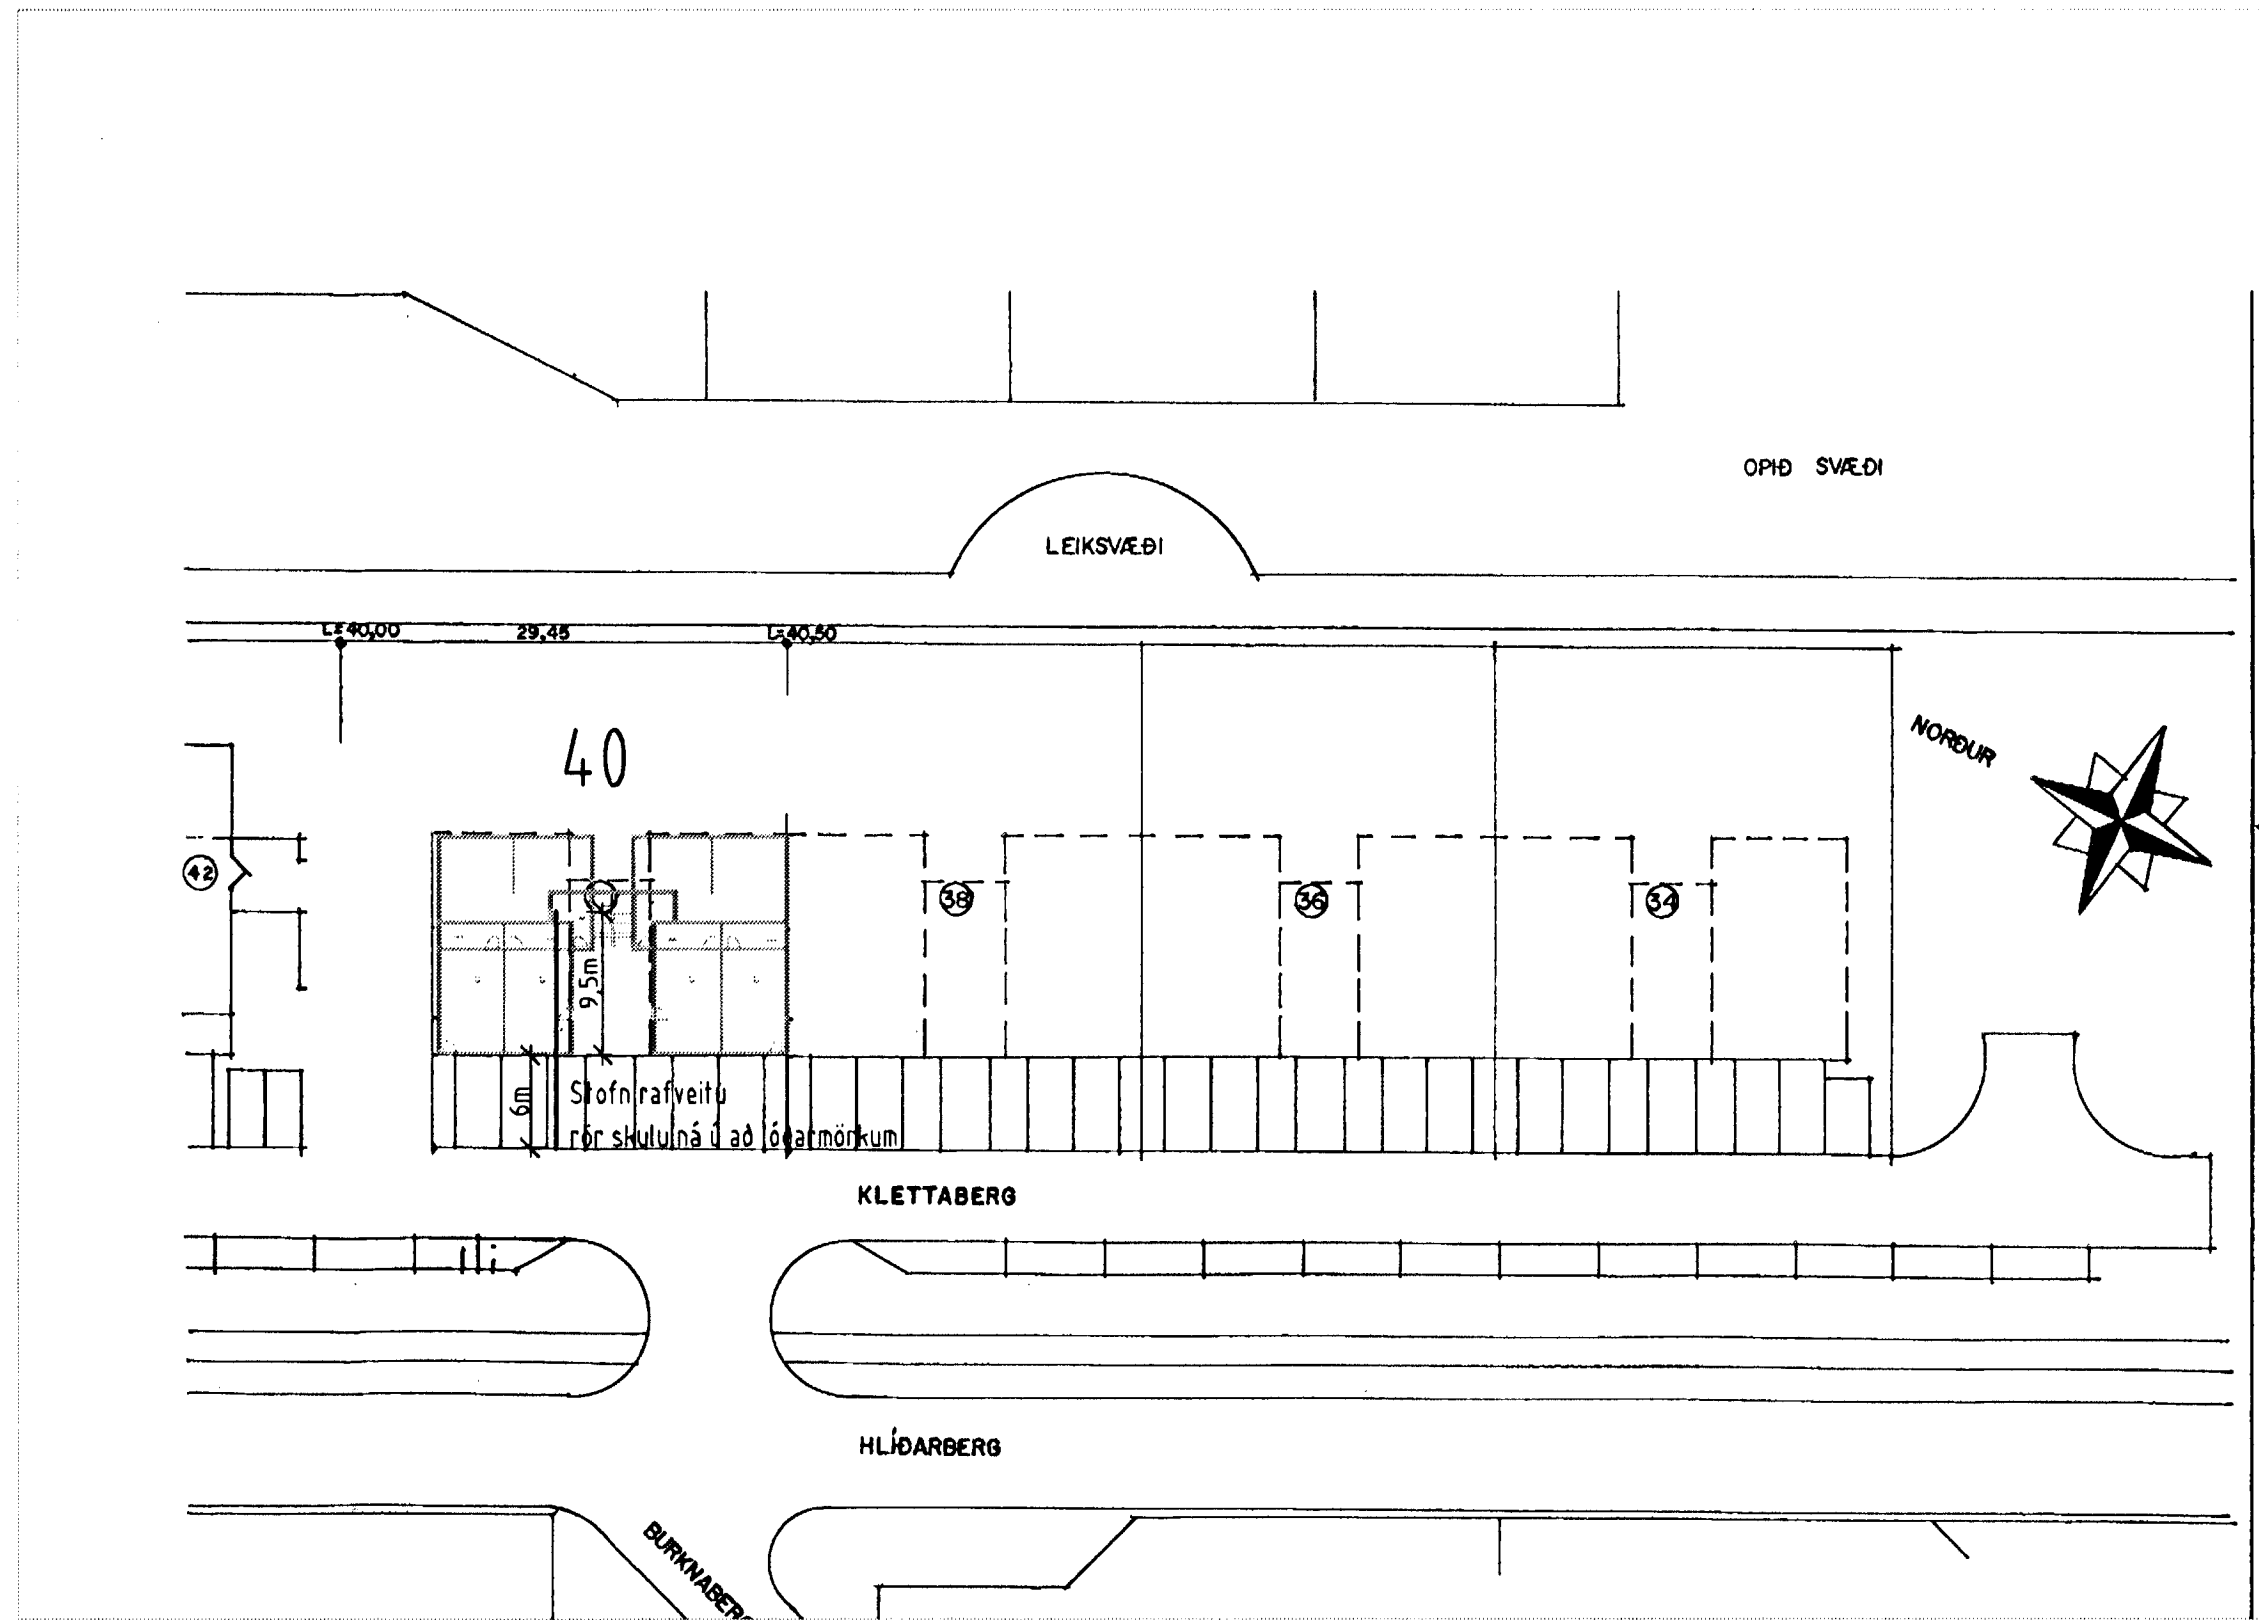 OPIÐ SVÆÐI
LEIKSVÆÐI
L=40,00 29,45 L=40,50
NORÐUR
40
42
38
36
34
9,5m
6m
Stofn rafveitu
rör skulu ná ú að lóðarmörkum
KLETTABERG
HLÍÐARBERG
BURKNABERG